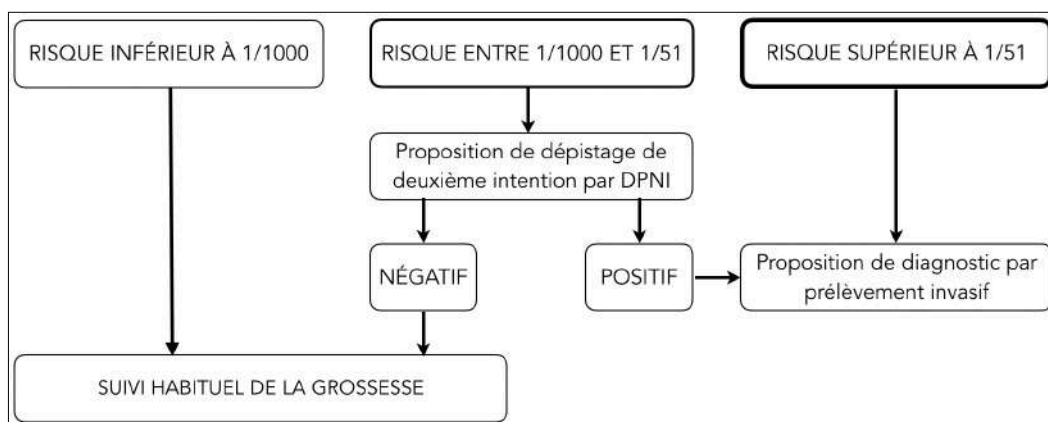 RISQUE INFÉRIEUR À 1/1000
RISQUE ENTRE 1/1000 ET 1/51
RISQUE SUPÉRIEUR À 1/51
Proposition de dépistage de
deuxième intention par DPNI
NÉGATIF
POSITIF
Proposition de diagnostic par
prélèvement invasif
SUIVI HABITUEL DE LA GROSSESSE